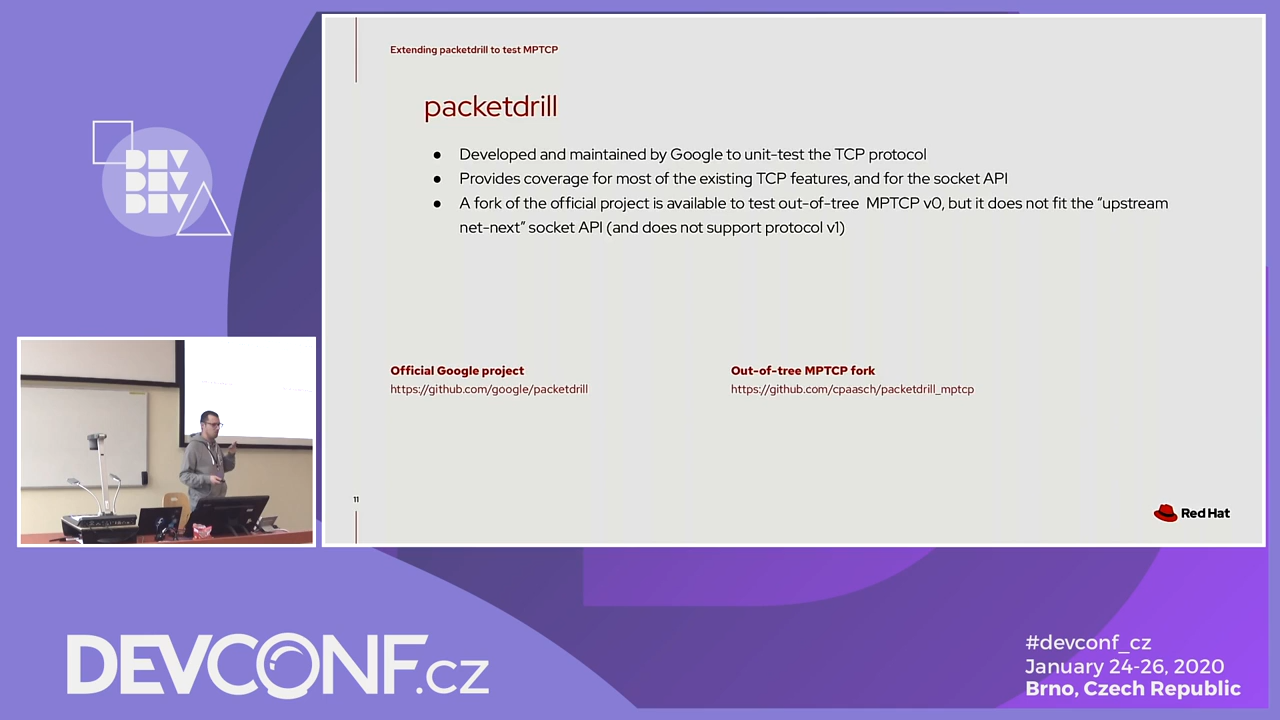 Extending packetdrill to test MPTCP
packetdrill
● Developed and maintained by Google to unit-test the TCP protocol
● Provides coverage for most of the existing TCP features, and for the socket API
● A fork of the official project is available to test out-of-tree MPTCP v0, but it does not fit the “upstream
net-next” socket API (and does not support protocol v1)
Official Google project
https://github.com/google/packetdrill
Out-of-tree MPTCP fork
https://github.com/cpaasch/packetdrill_mptcp
11
Red Hat
DEV
DEV
DEV
DEVCONF.cz
#devconf_cz
January 24-26, 2020
Brno, Czech Republic